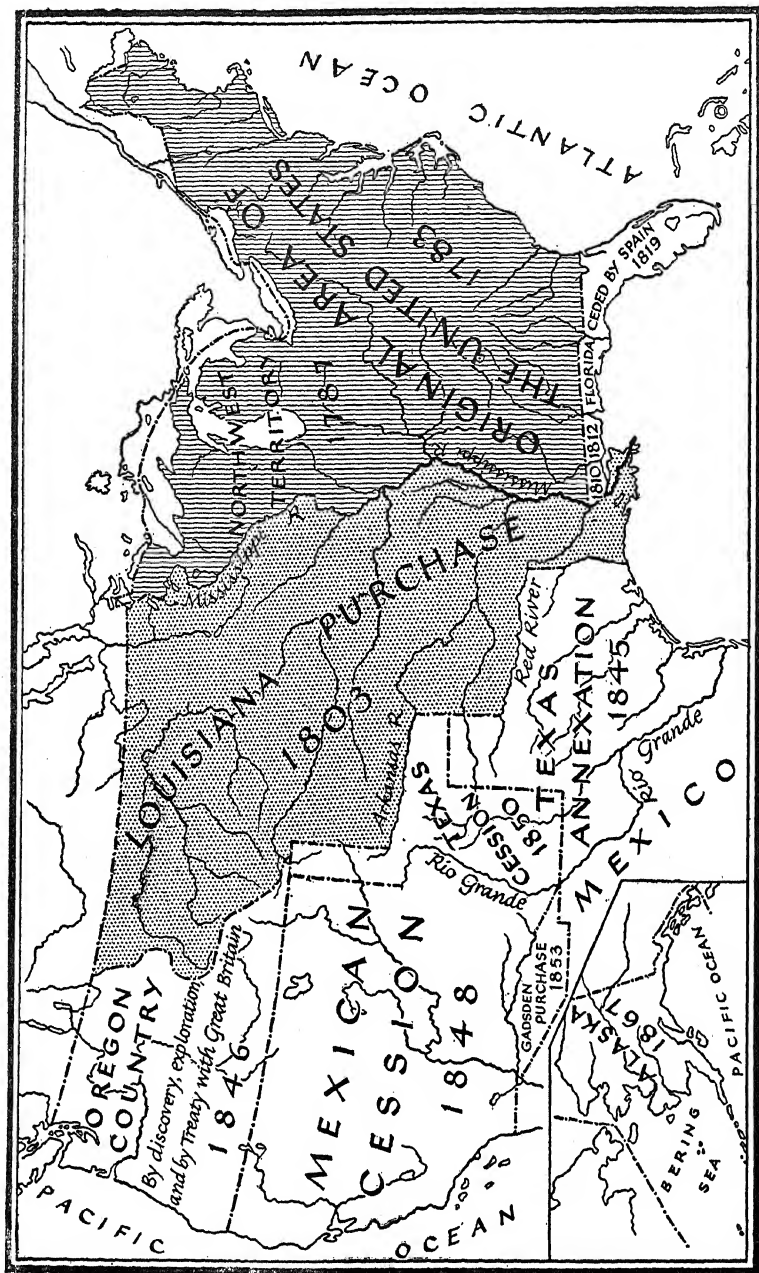 OREGON
COUNTRY
By discovery, exploration,
and by Treaty with Great Britain
1846
LOUISIANA PURCHASE
1803
NORTHWEST
TERRITORY
1787
ORIGINAL AREA OF
THE UNITED STATES
1783
ATLANTIC OCEAN
Mississippi R.
Mississippi R.
PACIFIC
OCEAN
MEXICAN
CESSION
1848
Arkansas R.
TEXAS
CESSION
1850
Rio Grande
Red River
TEXAS
ANNEXATION
1845
Rio Grande
GADSDEN
PURCHASE
1853
MEXICO
1810 1812 FLORIDA CEDED BY SPAIN
1819
ALASKA
1867
BERING
SEA
PACIFIC OCEAN